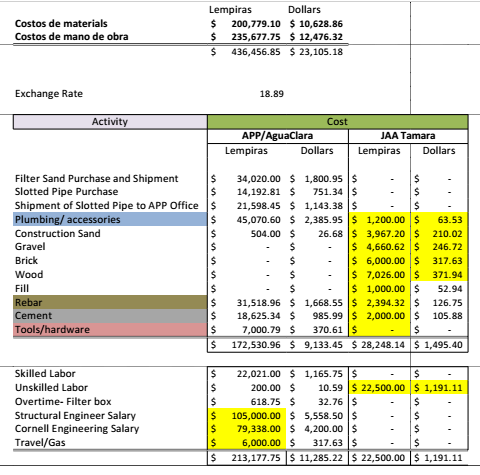 Lempiras Dollars
Costos de materials $ 200,779.10 $ 10,628.86
Costos de mano de obra $ 235,677.75 $ 12,476.32
$ 436,456.85 $ 23,105.18
Exchange Rate 18.89
Activity Cost
APP/AguaClara JAA Tamara
Lempiras Dollars Lempiras Dollars
Filter Sand Purchase and Shipment $ 34,020.00 $ 1,800.95 $ - $ -
Slotted Pipe Purchase $ 14,192.81 $ 751.34 $ - $ -
Shipment of Slotted Pipe to APP Office $ 21,598.45 $ 1,143.38 $ - $ -
Plumbing/ accessories $ 45,070.60 $ 2,385.95 $ 1,200.00 $ 63.53
Construction Sand $ 504.00 $ 26.68 $ 3,967.20 $ 210.02
Gravel $ - $ - $ 4,660.62 $ 246.72
Brick $ - $ - $ 6,000.00 $ 317.63
Wood $ - $ - $ 7,026.00 $ 371.94
Fill $ - $ - $ 1,000.00 $ 52.94
Rebar $ 31,518.96 $ 1,668.55 $ 2,394.32 $ 126.75
Cement $ 18,625.34 $ 985.99 $ 2,000.00 $ 105.88
Tools/hardware $ 7,000.79 $ 370.61 $ - $ -
$ 172,530.96 $ 9,133.45 $ 28,248.14 $ 1,495.40
Skilled Labor $ 22,021.00 $ 1,165.75 $ - $ -
Unskilled Labor $ 200.00 $ 10.59 $ 22,500.00 $ 1,191.11
Overtime- Filter box $ 618.75 $ 32.76 $ - $ -
Structural Engineer Salary $ 105,000.00 $ 5,558.50 $ - $ -
Cornell Engineering Salary $ 79,338.00 $ 4,200.00 $ - $ -
Travel/Gas $ 6,000.00 $ 317.63 $ - $ -
$ 213,177.75 $ 11,285.22 $ 22,500.00 $ 1,191.11